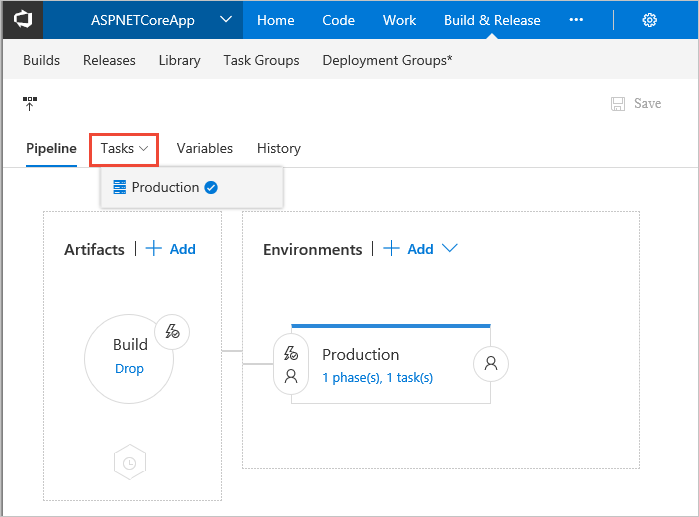 ASPNETCoreApp Home Code Work Build & Release ...
Builds Releases Library Task Groups Deployment Groups*
Save
Pipeline Tasks Variables History
Production
Artifacts | + Add
Environments | + Add
Build
Drop
Production
1 phase(s), 1 task(s)